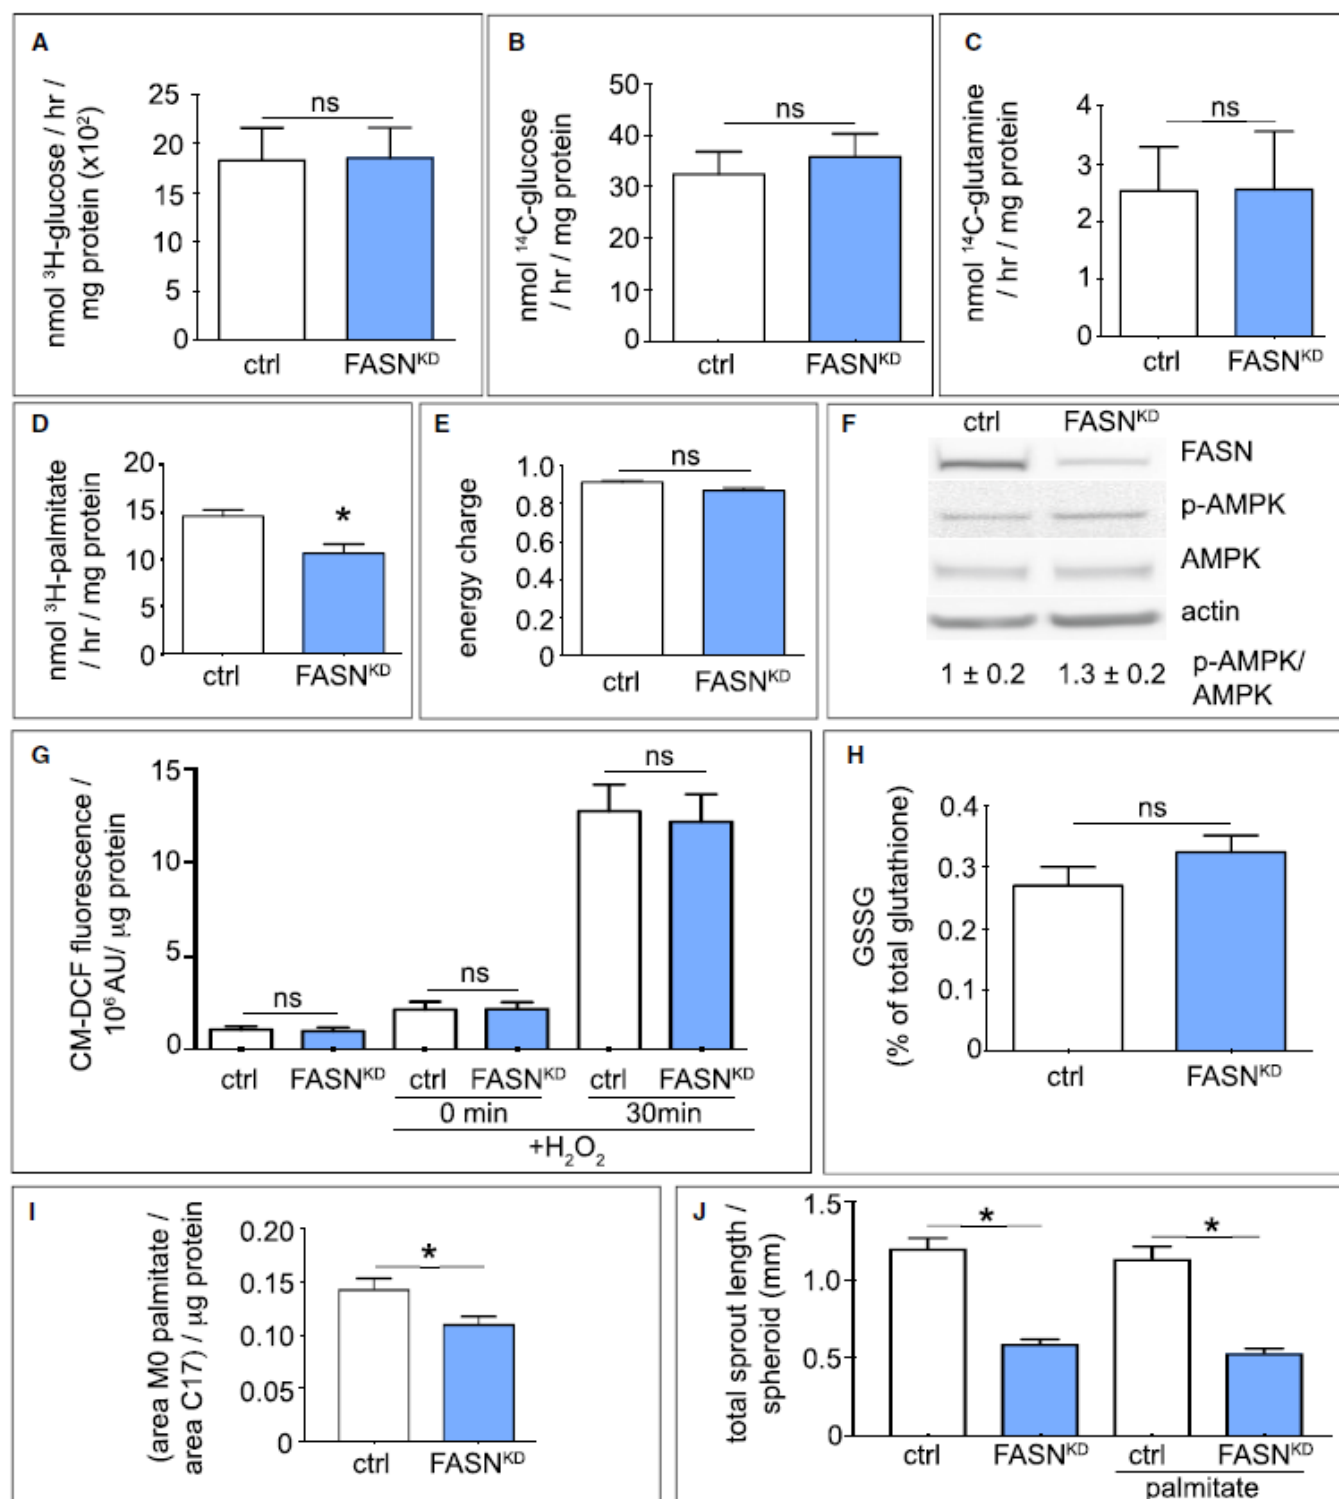 A
nmol ³H-glucose / hr /
mg protein (x10²)
25
20
15
10
5
0
ns
ctrl
FASNᴷᴰ
B
nmol ¹⁴C-glucose
/ hr / mg protein
50
40
30
20
10
0
ns
ctrl
FASNᴷᴰ
C
nmol ¹⁴C-glutamine
/ hr / mg protein
4
3
2
1
0
ns
ctrl
FASNᴷᴰ
D
nmol ³H-palmitate
/ hr / mg protein
20
15
10
5
0
*
ctrl
FASNᴷᴰ
E
energy charge
1.0
0.8
0.6
0.4
0.2
0
ns
ctrl
FASNᴷᴰ
F
ctrl FASNᴷᴰ
FASN
p-AMPK
AMPK
actin
1 ± 0.2 1.3 ± 0.2 p-AMPK/
AMPK
G
CM-DCF fluorescence /
10⁶ AU/ µg protein
15
10
5
0
ns
ns
ns
ctrl FASNᴷᴰ ctrl FASNᴷᴰ ctrl FASNᴷᴰ
0 min 30min
+H₂O₂
H
GSSG
(% of total glutathione)
0.4
0.3
0.2
0.1
0
ns
ctrl
FASNᴷᴰ
I
(area M0 palmitate /
area C17) / µg protein
0.20
0.15
0.10
0.05
0
*
ctrl
FASNᴷᴰ
J
total sprout length /
spheroid (mm)
1.5
1.0
0.5
0
*
*
ctrl FASNᴷᴰ ctrl FASNᴷᴰ
palmitate